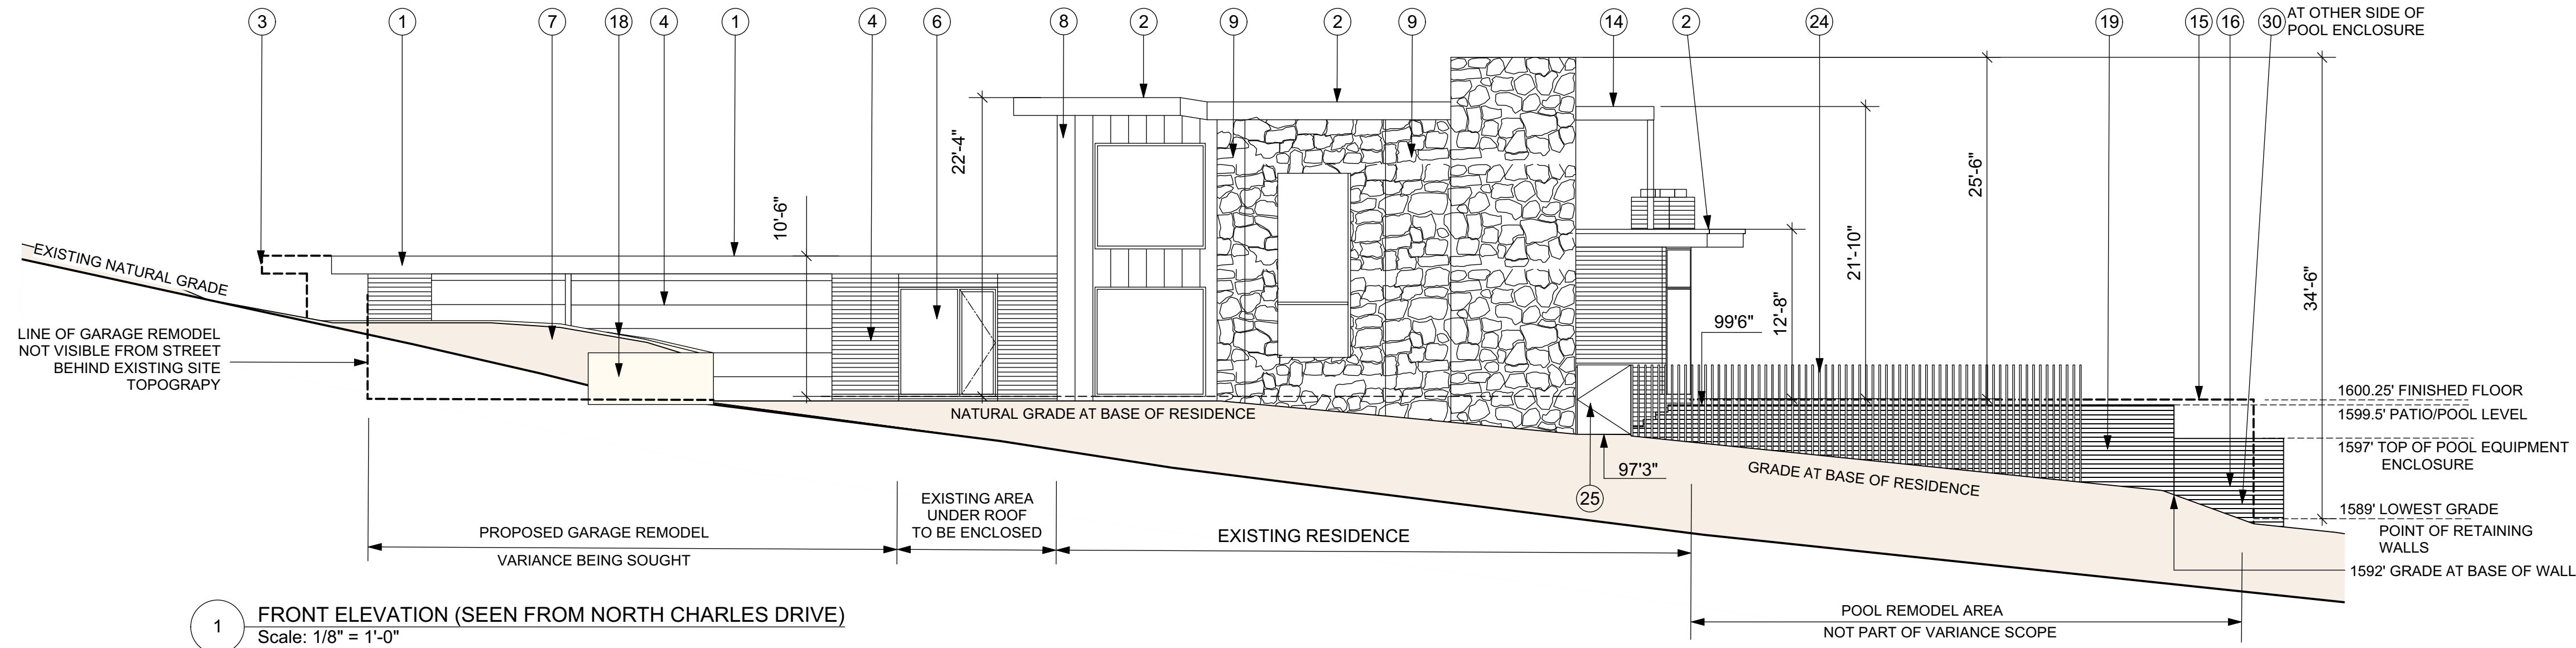 3
1
7
18
4
1
4
6
8
2
9
2
9
14
2
24
19
15
16
30
AT OTHER SIDE OF
POOL ENCLOSURE
22'-4"
10'-6"
25'-6"
21'-10"
34'-6"
12'-8"
99'6"
EXISTING NATURAL GRADE
LINE OF GARAGE REMODEL
NOT VISIBLE FROM STREET
BEHIND EXISTING SITE
TOPOGRAPY
NATURAL GRADE AT BASE OF RESIDENCE
1600.25' FINISHED FLOOR
1599.5' PATIO/POOL LEVEL
1597' TOP OF POOL EQUIPMENT
ENCLOSURE
97'3"
25
GRADE AT BASE OF RESIDENCE
1589' LOWEST GRADE
POINT OF RETAINING
WALLS
1592' GRADE AT BASE OF WALL
PROPOSED GARAGE REMODEL
VARIANCE BEING SOUGHT
EXISTING AREA
UNDER ROOF
TO BE ENCLOSED
EXISTING RESIDENCE
POOL REMODEL AREA
NOT PART OF VARIANCE SCOPE
1
FRONT ELEVATION (SEEN FROM NORTH CHARLES DRIVE)
Scale: 1/8" = 1'-0"